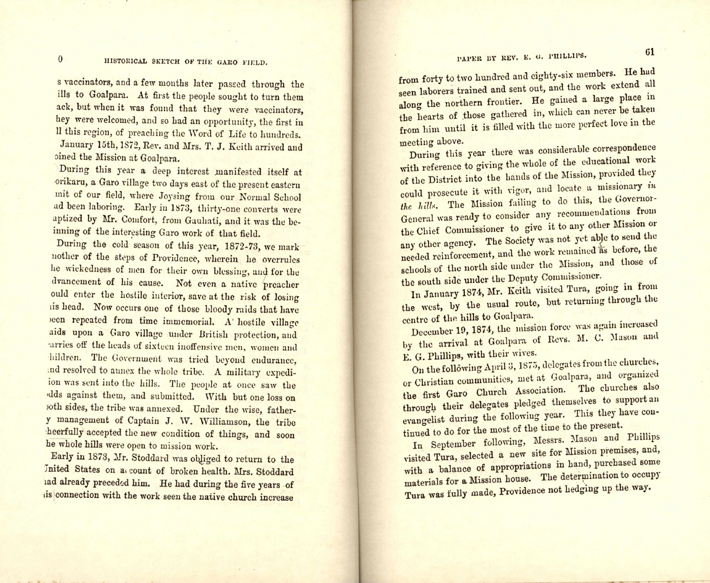 0 HISTORICAL SKETCH OF THE GARO FIELD.
s vaccinators, and a few months later passed through the
ills to Goalpara. At first the people sought to turn them
ack, but when it was found that they were vaccinators,
hey were welcomed, and so had an opportunity, the first in
ll this region, of preaching the Word of Life to hundreds.
January 15th, 1872, Rev. and Mrs. T. J. Keith arrived and
oined the Mission at Goalpara.
During this year a deep interest manifested itself at
orikaru, a Garo village two days east of the present eastern
mit of our field, where Joysing from our Normal School
ad been laboring. Early in 1873, thirty-one converts were
aptized by Mr. Comfort, from Gauhati, and it was the be-
inning of the interesting Garo work of that field.
During the cold season of this year, 1872-73, we mark
nother of the steps of Providence, wherein he overrules
he wickedness of men for their own blessing, and for the
dvancement of his cause. Not even a native preacher
ould enter the hostile interior, save at the risk of losing
is head. Now occurs one of those bloody raids that have
een repeated from time immemorial. A hostile village
aids upon a Garo village under British protection, and
arries off the heads of sixteen inoffensive men, women and
hildren. The Government was tried beyond endurance,
nd resolved to annex the whole tribe. A military expedi-
ion was sent into the hills. The people at once saw the
dds against them, and submitted. With but one loss on
oth sides, the tribe was annexed. Under the wise, father-
y management of Captain J. W. Williamson, the tribe
heerfully accepted the new condition of things, and soon
he whole hills were open to mission work.
Early in 1873, Mr. Stoddard was obliged to return to the
United States on account of broken health. Mrs. Stoddard
ad already preceded him. He had during the five years of
is connection with the work seen the native church increase
PAPER BY REV. E. G. PHILLIPS. 61
from forty to two hundred and eighty-six members. He had
seen laborers trained and sent out, and the work extend all
along the northern frontier. He gained a large place in
the hearts of those gathered in, which can never be taken
from him until it is filled with the more perfect love in the
meeting above.
During this year there was considerable correspondence
with reference to giving the whole of the educational work
of the District into the hands of the Mission, provided they
could prosecute it with vigor, and locate a missionary in
the hills. The Mission failing to do this, the Governor-
General was ready to consider any recommendations from
the Chief Commissioner to give it to any other Mission or
any other agency. The Society was not yet able to send the
needed reinforcement, and the work remained as before, the
schools of the north side under the Mission, and those of
the south side under the Deputy Commissioner.
In January 1874, Mr. Keith visited Tura, going in from
the west, by the usual route, but returning through the
centre of the hills to Goalpara.
December 19, 1874, the mission force was again increased
by the arrival at Goalpara of Revs. M. C. Mason and
E. G. Phillips, with their wives.
On the following April 3, 1875, delegates from the churches,
or Christian communities, met at Goalpara, and organized
the first Garo Church Association. The churches also
through their delegates pledged themselves to support an
evangelist during the following year. This they have con-
tinued to do for the most of the time to the present.
In September following, Messrs. Mason and Phillips
visited Tura, selected a new site for Mission premises, and,
with a balance of appropriations in hand, purchased some
materials for a Mission house. The determination to occupy
Tura was fully made, Providence not hedging up the way.